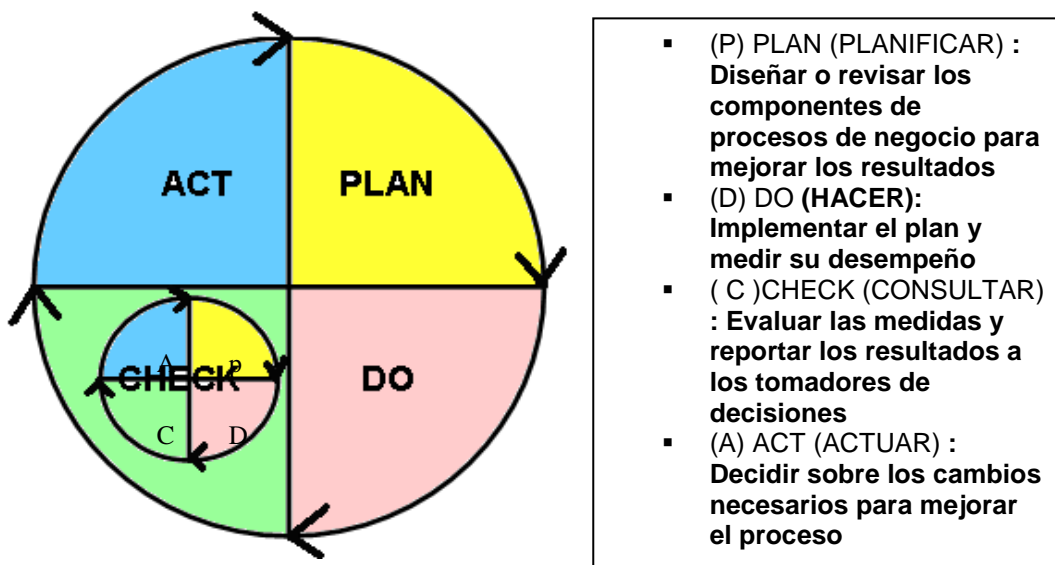 ACT PLAN
CHECK DO
A p
C D
▪ (P) PLAN (PLANIFICAR) :
Diseñar o revisar los
componentes de
procesos de negocio para
mejorar los resultados
▪ (D) DO (HACER):
Implementar el plan y
medir su desempeño
▪ ( C )CHECK (CONSULTAR)
: Evaluar las medidas y
reportar los resultados a
los tomadores de
decisiones
▪ (A) ACT (ACTUAR) :
Decidir sobre los cambios
necesarios para mejorar
el proceso